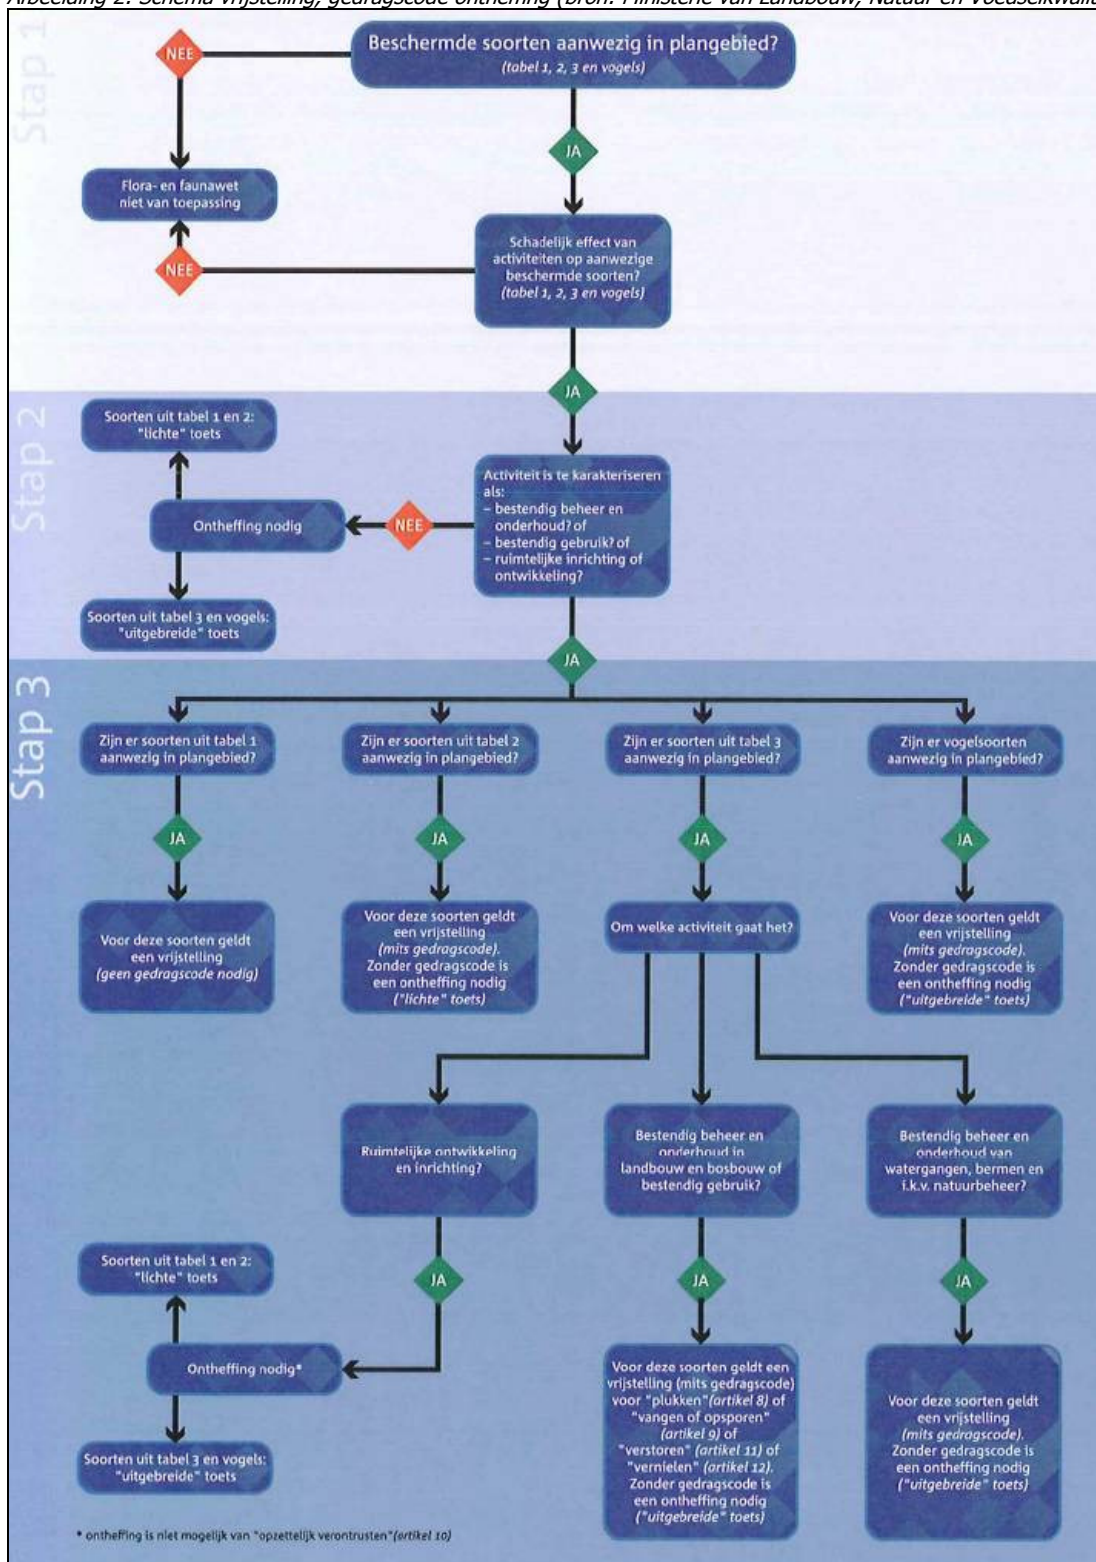 Afbeelding 2: Schema vrijstelling, gedragscode ontheffing (bron: Ministerie van Landbouw, Natuur en Voedselkwalit
Stap 1
Beschermde soorten aanwezig in plangebied?
(tabel 1, 2, 3 en vogels)
NEE
JA
Flora- en faunawet
niet van toepassing
Schadelijk effect van
activiteiten op aanwezige
beschermde soorten?
(tabel 1, 2, 3 en vogels)
NEE
JA
Stap 2
Soorten uit tabel 1 en 2:
"lichte" toets
Activiteit is te karakteriseren
als:
– bestendig beheer en
onderhoud? of
– bestendig gebruik? of
– ruimtelijke inrichting of
ontwikkeling?
NEE
Ontheffing nodig
Soorten uit tabel 3 en vogels:
"uitgebreide" toets
JA
Stap 3
Zijn er soorten uit tabel 1
aanwezig in plangebied?
Zijn er soorten uit tabel 2
aanwezig in plangebied?
Zijn er soorten uit tabel 3
aanwezig in plangebied?
Zijn er vogelsoorten
aanwezig in plangebied?
JA
JA
JA
JA
Voor deze soorten geldt
een vrijstelling
(geen gedragscode nodig)
Voor deze soorten geldt
een vrijstelling
(mits gedragscode).
Zonder gedragscode is
een ontheffing nodig
("lichte" toets)
Om welke activiteit gaat het?
Voor deze soorten geldt
een vrijstelling
(mits gedragscode).
Zonder gedragscode is
een ontheffing nodig
("uitgebreide" toets)
Ruimtelijke ontwikkeling
en inrichting?
Bestendig beheer en
onderhoud in
landbouw en bosbouw of
bestendig gebruik?
Bestendig beheer en
onderhoud van
watergangen, bermen en
i.k.v. natuurbeheer?
JA
JA
JA
Soorten uit tabel 1 en 2:
"lichte" toets
Ontheffing nodig*
Soorten uit tabel 3 en vogels:
"uitgebreide" toets
Voor deze soorten geldt een
vrijstelling (mits gedragscode)
voor "plukken" (artikel 8) of
"vangen of opsporen"
(artikel 9) of
"verstoren" (artikel 11) of
"vernielen" (artikel 12).
Zonder gedragscode is
een ontheffing nodig
("uitgebreide" toets)
Voor deze soorten geldt
een vrijstelling
(mits gedragscode).
Zonder gedragscode is
een ontheffing nodig
("uitgebreide" toets)
* ontheffing is niet mogelijk van "opzettelijk verontrusten" (artikel 10)